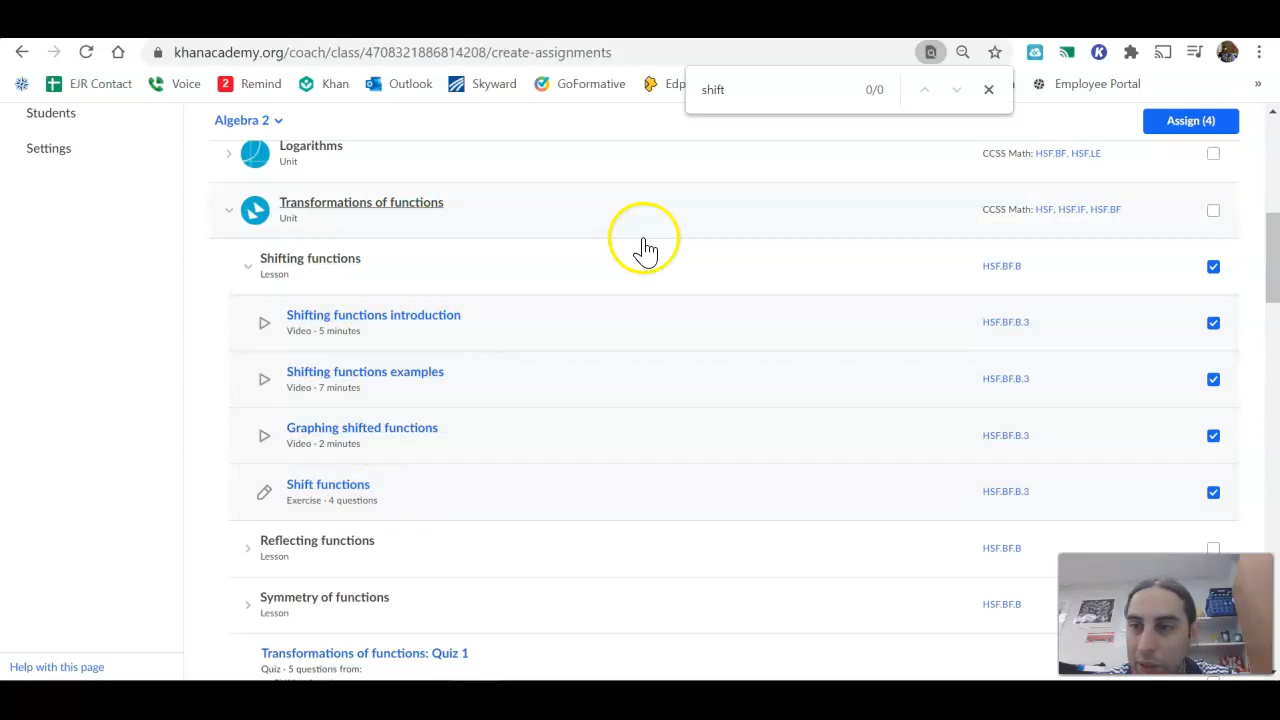 khanacademy.org/coach/class/4708321886814208/create-assignments
EJR Contact
Voice
Remind
Khan
Outlook
Skyward
GoFormative
Edp
Employee Portal
»
shift
0/0
Students
Settings
Algebra 2
Assign (4)
Logarithms
Unit
CCSS Math: HSF.BF, HSF.LE
Transformations of functions
Unit
CCSS Math: HSF, HSF.IF, HSF.BF
Shifting functions
Lesson
HSF.BF.B
Shifting functions introduction
Video · 5 minutes
HSF.BF.B.3
Shifting functions examples
Video · 7 minutes
HSF.BF.B.3
Graphing shifted functions
Video · 2 minutes
HSF.BF.B.3
Shift functions
Exercise · 4 questions
HSF.BF.B.3
Reflecting functions
Lesson
HSF.BF.B
Symmetry of functions
Lesson
HSF.BF.B
Transformations of functions: Quiz 1
Quiz · 5 questions from:
Help with this page